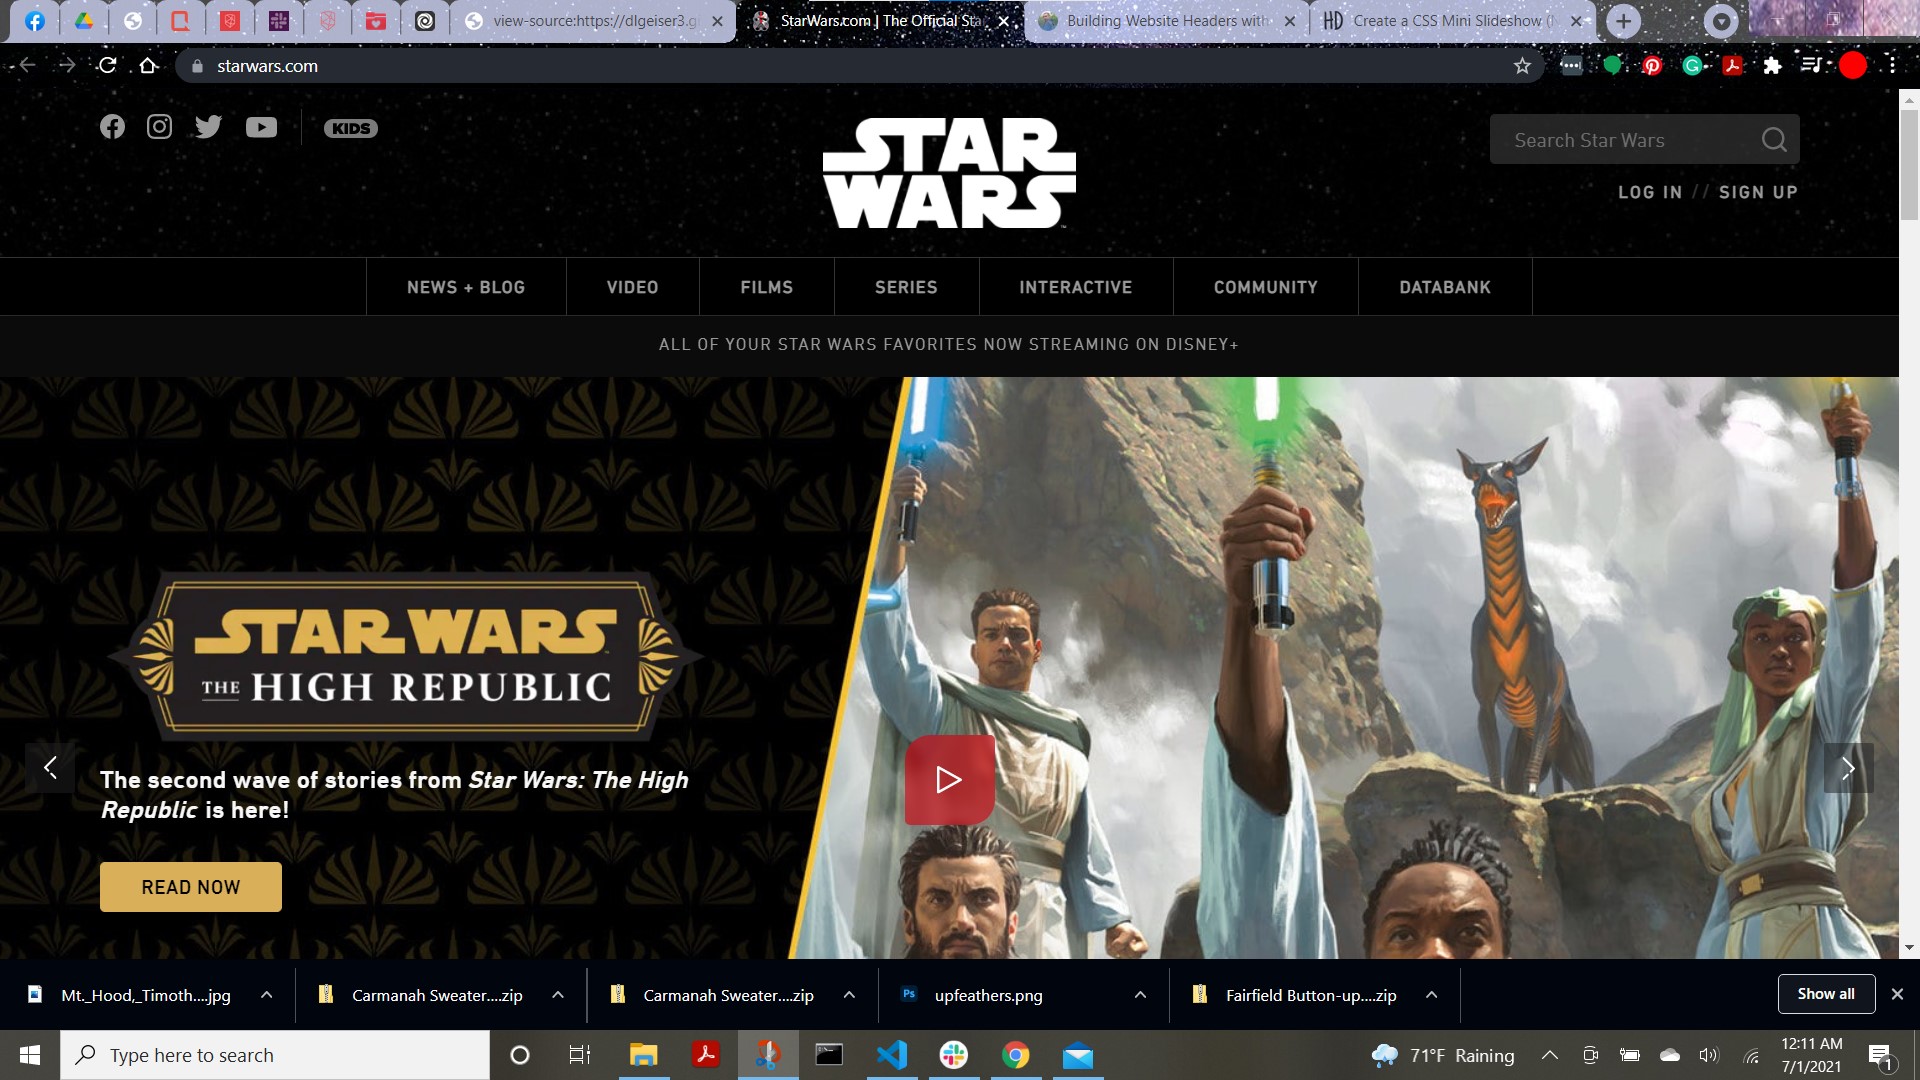 view-source:https://dlgeiser3.g
StarWars.com | The Official Sta
Building Website Headers with
HD Create a CSS Mini Slideshow (
starwars.com
KIDS
STAR
WARS
Search Star Wars
LOG IN // SIGN UP
NEWS + BLOG
VIDEO
FILMS
SERIES
INTERACTIVE
COMMUNITY
DATABANK
ALL OF YOUR STAR WARS FAVORITES NOW STREAMING ON DISNEY+
STAR WARS
THE HIGH REPUBLIC
The second wave of stories from Star Wars: The High
Republic is here!
READ NOW
Mt._Hood,_Timoth....jpg
Carmanah Sweater....zip
Carmanah Sweater....zip
Ps
upfeathers.png
Fairfield Button-up....zip
Show all
Type here to search
71°F Raining
12:11 AM
7/1/2021
1